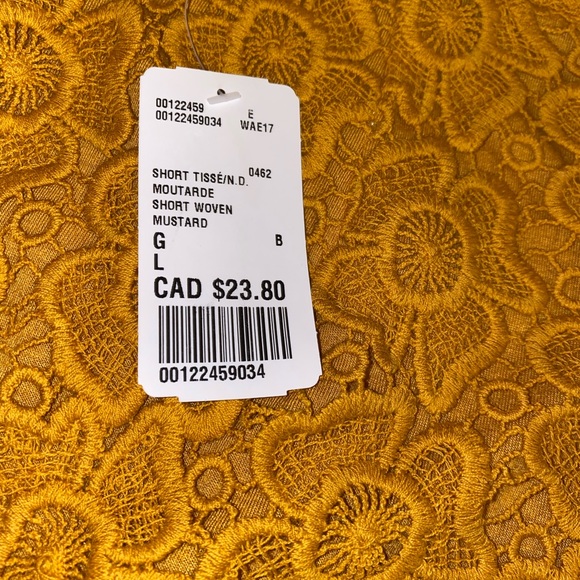 00122459 E
00122459034 WAE17
SHORT TISSÉ/N.D. 0462
MOUTARDE
SHORT WOVEN
MUSTARD
G B
L
CAD $23.80
00122459034